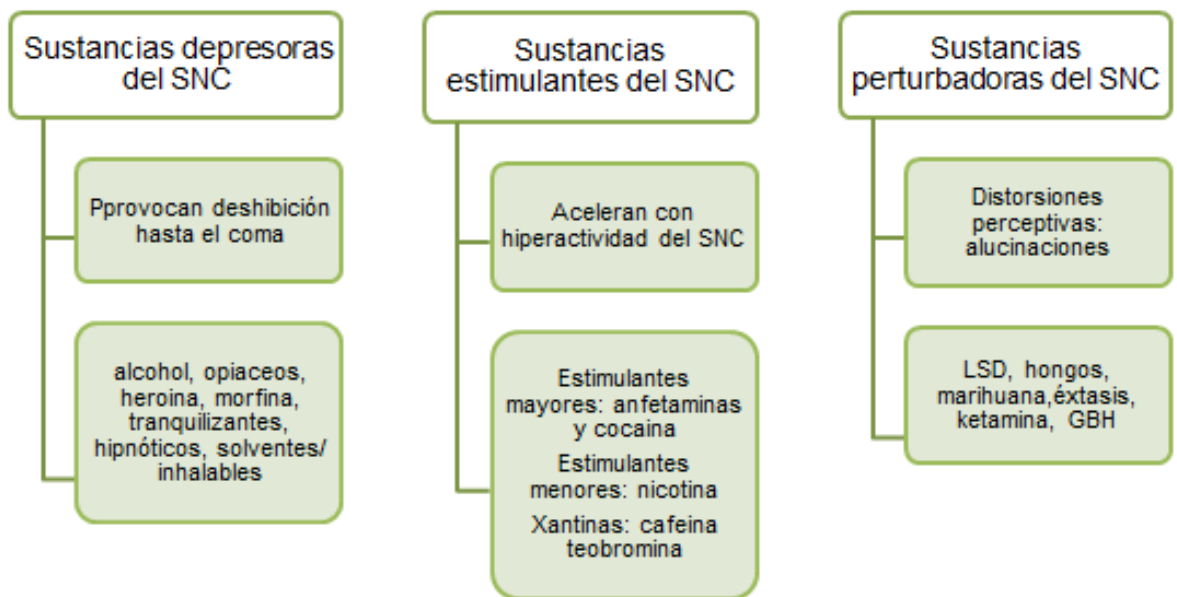 Sustancias depresoras
del SNC
Pprovocan deshibición
hasta el coma
alcohol, opiaceos,
heroina, morfina,
tranquilizantes,
hipnóticos, solventes/
inhalables
Sustancias
estimulantes del SNC
Aceleran con
hiperactividad del SNC
Estimulantes
mayores: anfetaminas
y cocaina
Estimulantes
menores: nicotina
Xantinas: cafeina
teobromina
Sustancias
perturbadoras del SNC
Distorsiones
perceptivas:
alucinaciones
LSD, hongos,
marihuana,éxtasis,
ketamina, GBH